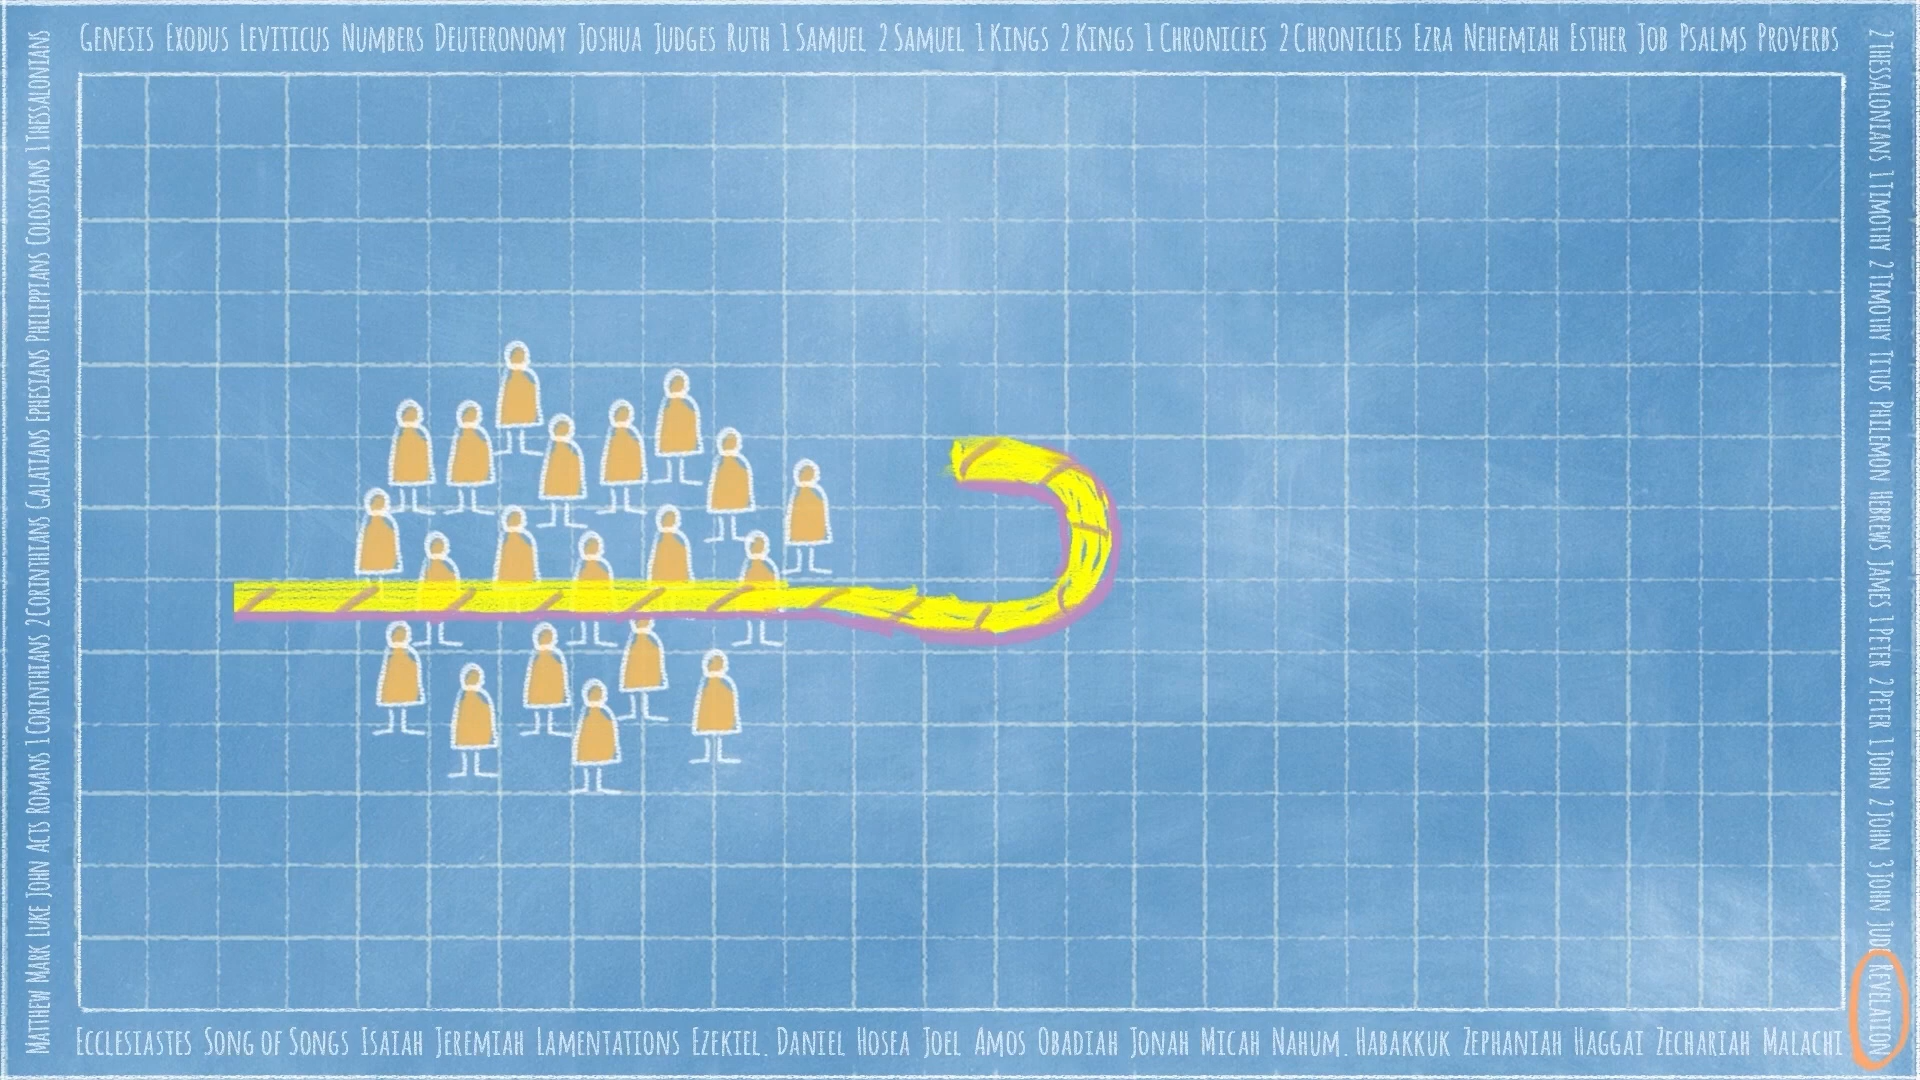 Genesis Exodus Leviticus Numbers Deuteronomy Joshua Judges Ruth 1 Samuel 2 Samuel 1 Kings 2 Kings 1 Chronicles 2 Chronicles Ezra Nehemiah Esther Job Psalms Proverbs
Ecclesiastes Song of Songs Isaiah Jeremiah Lamentations Ezekiel. Daniel Hosea Joel Amos Obadiah Jonah Micah Nahum. Habakkuk Zephaniah Haggai Zechariah Malachi
Matthew Mark Luke John Acts Romans 1 Corinthians 2 Corinthians Galatians Ephesians Philippians Colossians 1 Thessalonians
2 Thessalonians 1 Timothy 2 Timothy Titus Philemon Hebrews James 1 Peter 2 Peter 1 John 2 John 3 John Jude Revelation